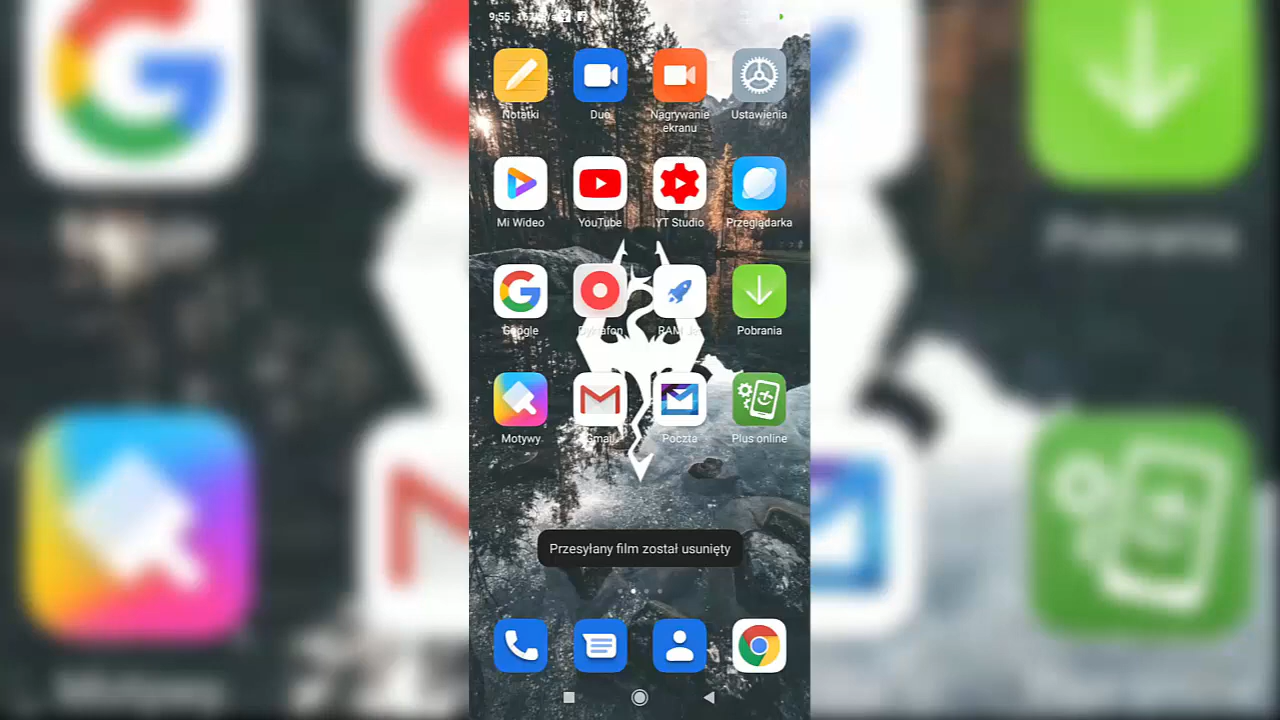 9:55
Notatki
Duo
Nagrywanie
ekranu
Ustawienia
Mi Wideo
YouTube
YT Studio
Przeglądarka
Google
Dyktafon
Pobrania
Motywy
Gmail
Poczta
Plus online
Przesyłany film został usunięty
Pobrania